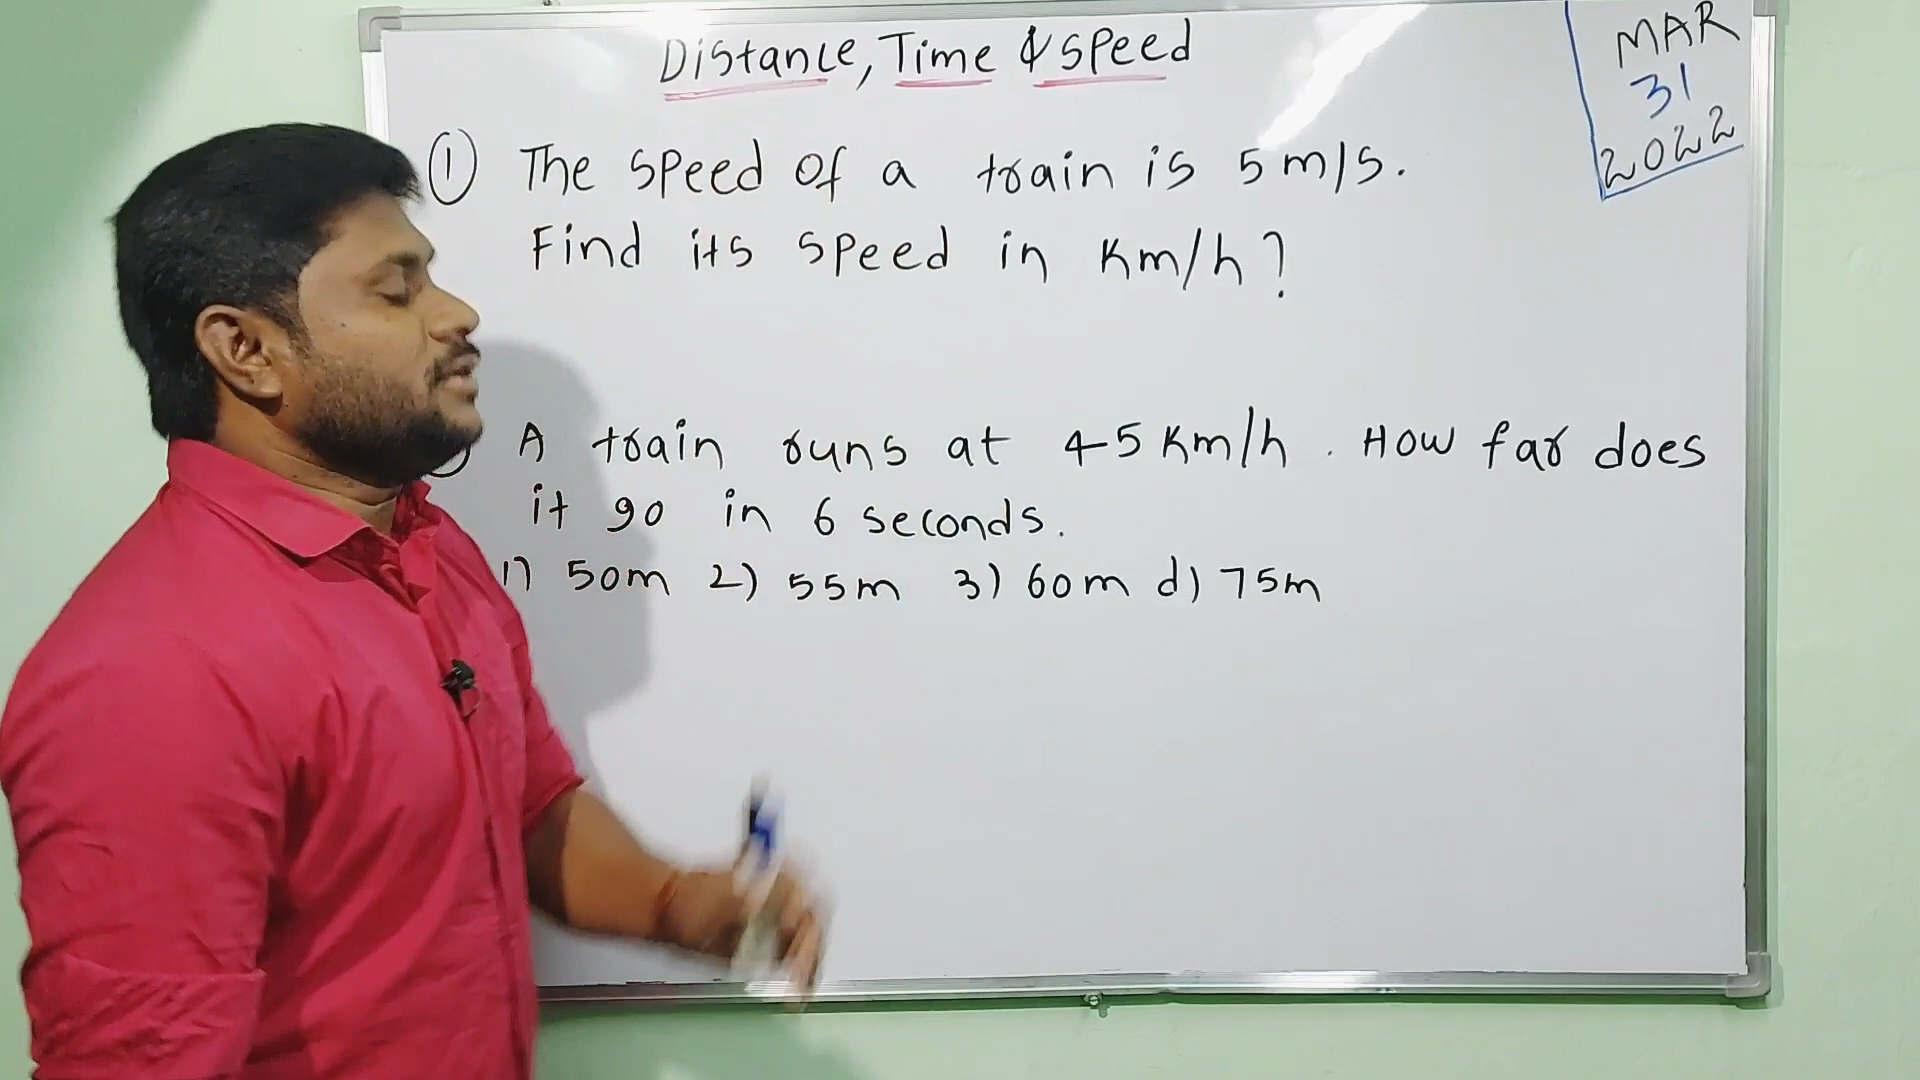 Distance, Time & Speed
MAR
31
2022
① The speed of a train is 5 m/s.
Find its speed in Km/h?
A train runs at 45 Km/h. How far does
it go in 6 seconds.
1) 50m 2) 55m 3) 60m d) 75m